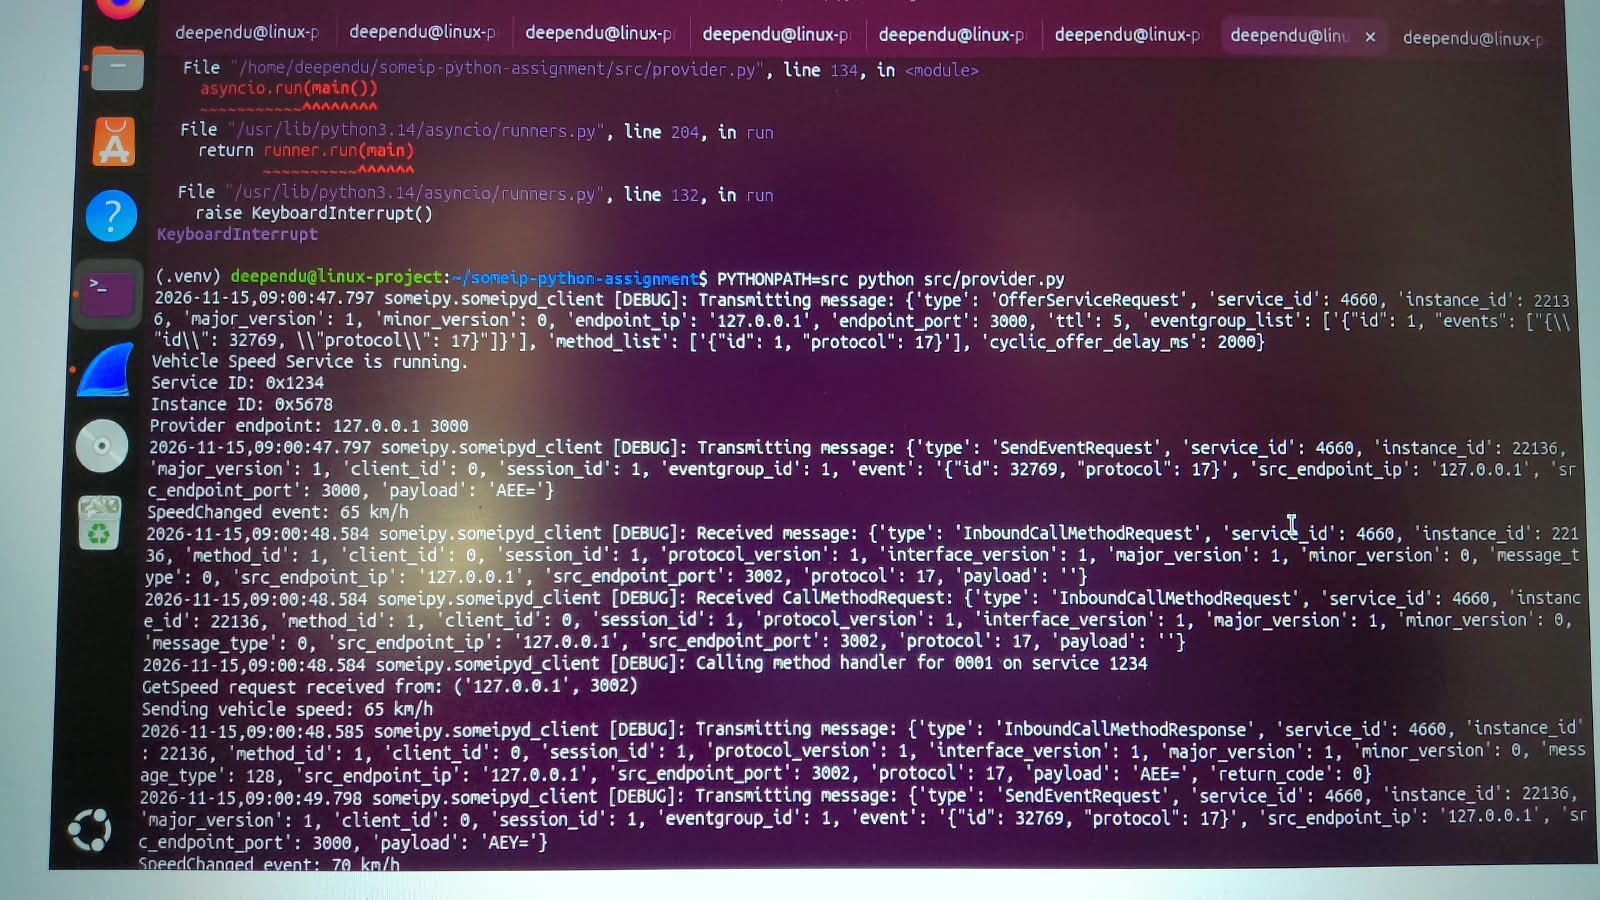 deependu@linux-p deependu@linux-p deependu@linux-p deependu@linux-p deependu@linux-p deependu@linux-p deependu@linu × deependu@linux-p
File "/home/deependu/someip-python-assignment/src/provider.py", line 134, in <module>
asyncio.run(main())
~~~~~~~~~~~^^^^^^^^
File "/usr/lib/python3.14/asyncio/runners.py", line 204, in run
return runner.run(main)
~~~~~~~~~~^^^^^^
File "/usr/lib/python3.14/asyncio/runners.py", line 132, in run
raise KeyboardInterrupt()
KeyboardInterrupt
(.venv) deependu@linux-project:~/someip-python-assignment$ PYTHONPATH=src python src/provider.py
2026-11-15,09:00:47.797 someipy.someipyd_client [DEBUG]: Transmitting message: {'type': 'OfferServiceRequest', 'service_id': 4660, 'instance_id': 2213
6, 'major_version': 1, 'minor_version': 0, 'endpoint_ip': '127.0.0.1', 'endpoint_port': 3000, 'ttl': 5, 'eventgroup_list': ['{"id": 1, "events": ["{\\
"id\\": 32769, \\"protocol\\": 17}"]}'], 'method_list': ['{"id": 1, "protocol": 17}'], 'cyclic_offer_delay_ms': 2000}
Vehicle Speed Service is running.
Service ID: 0x1234
Instance ID: 0x5678
Provider endpoint: 127.0.0.1 3000
2026-11-15,09:00:47.797 someipy.someipyd_client [DEBUG]: Transmitting message: {'type': 'SendEventRequest', 'service_id': 4660, 'instance_id': 22136,
'major_version': 1, 'client_id': 0, 'session_id': 1, 'eventgroup_id': 1, 'event': '{"id": 32769, "protocol": 17}', 'src_endpoint_ip': '127.0.0.1', 'sr
c_endpoint_port': 3000, 'payload': 'AEE='}
SpeedChanged event: 65 km/h
2026-11-15,09:00:48.584 someipy.someipyd_client [DEBUG]: Received message: {'type': 'InboundCallMethodRequest', 'service_id': 4660, 'instance_id': 221
36, 'method_id': 1, 'client_id': 0, 'session_id': 1, 'protocol_version': 1, 'interface_version': 1, 'major_version': 1, 'minor_version': 0, 'message_t
ype': 0, 'src_endpoint_ip': '127.0.0.1', 'src_endpoint_port': 3002, 'protocol': 17, 'payload': ''}
2026-11-15,09:00:48.584 someipy.someipyd_client [DEBUG]: Received CallMethodRequest: {'type': 'InboundCallMethodRequest', 'service_id': 4660, 'instanc
e_id': 22136, 'method_id': 1, 'client_id': 0, 'session_id': 1, 'protocol_version': 1, 'interface_version': 1, 'major_version': 1, 'minor_version': 0,
'message_type': 0, 'src_endpoint_ip': '127.0.0.1', 'src_endpoint_port': 3002, 'protocol': 17, 'payload': ''}
2026-11-15,09:00:48.584 someipy.someipyd_client [DEBUG]: Calling method handler for 0001 on service 1234
GetSpeed request received from: ('127.0.0.1', 3002)
Sending vehicle speed: 65 km/h
2026-11-15,09:00:48.585 someipy.someipyd_client [DEBUG]: Transmitting message: {'type': 'InboundCallMethodResponse', 'service_id': 4660, 'instance_id'
: 22136, 'method_id': 1, 'client_id': 0, 'session_id': 1, 'protocol_version': 1, 'interface_version': 1, 'major_version': 1, 'minor_version': 0, 'mess
age_type': 128, 'src_endpoint_ip': '127.0.0.1', 'src_endpoint_port': 3002, 'protocol': 17, 'payload': 'AEE=', 'return_code': 0}
2026-11-15,09:00:49.798 someipy.someipyd_client [DEBUG]: Transmitting message: {'type': 'SendEventRequest', 'service_id': 4660, 'instance_id': 22136,
'major_version': 1, 'client_id': 0, 'session_id': 1, 'eventgroup_id': 1, 'event': '{"id": 32769, "protocol": 17}', 'src_endpoint_ip': '127.0.0.1', 'sr
c_endpoint_port': 3000, 'payload': 'AEY='}
SpeedChanged event: 70 km/h